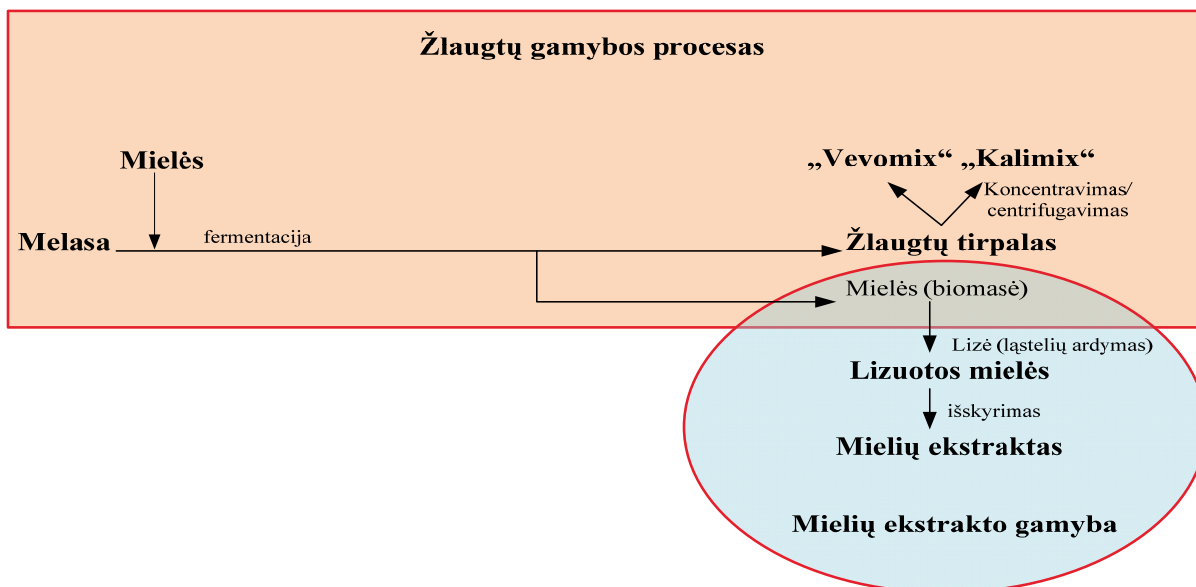 Žlaugtų gamybos procesas
Mielės
„Vevomix“ „Kalimix“
Koncentravimas/
centrifugavimas
Melasa
fermentacija
Žlaugtų tirpalas
Mielės (biomasė)
Lizė (ląstelių ardymas)
Lizuotos mielės
išskyrimas
Mielių ekstraktas
Mielių ekstrakto gamyba